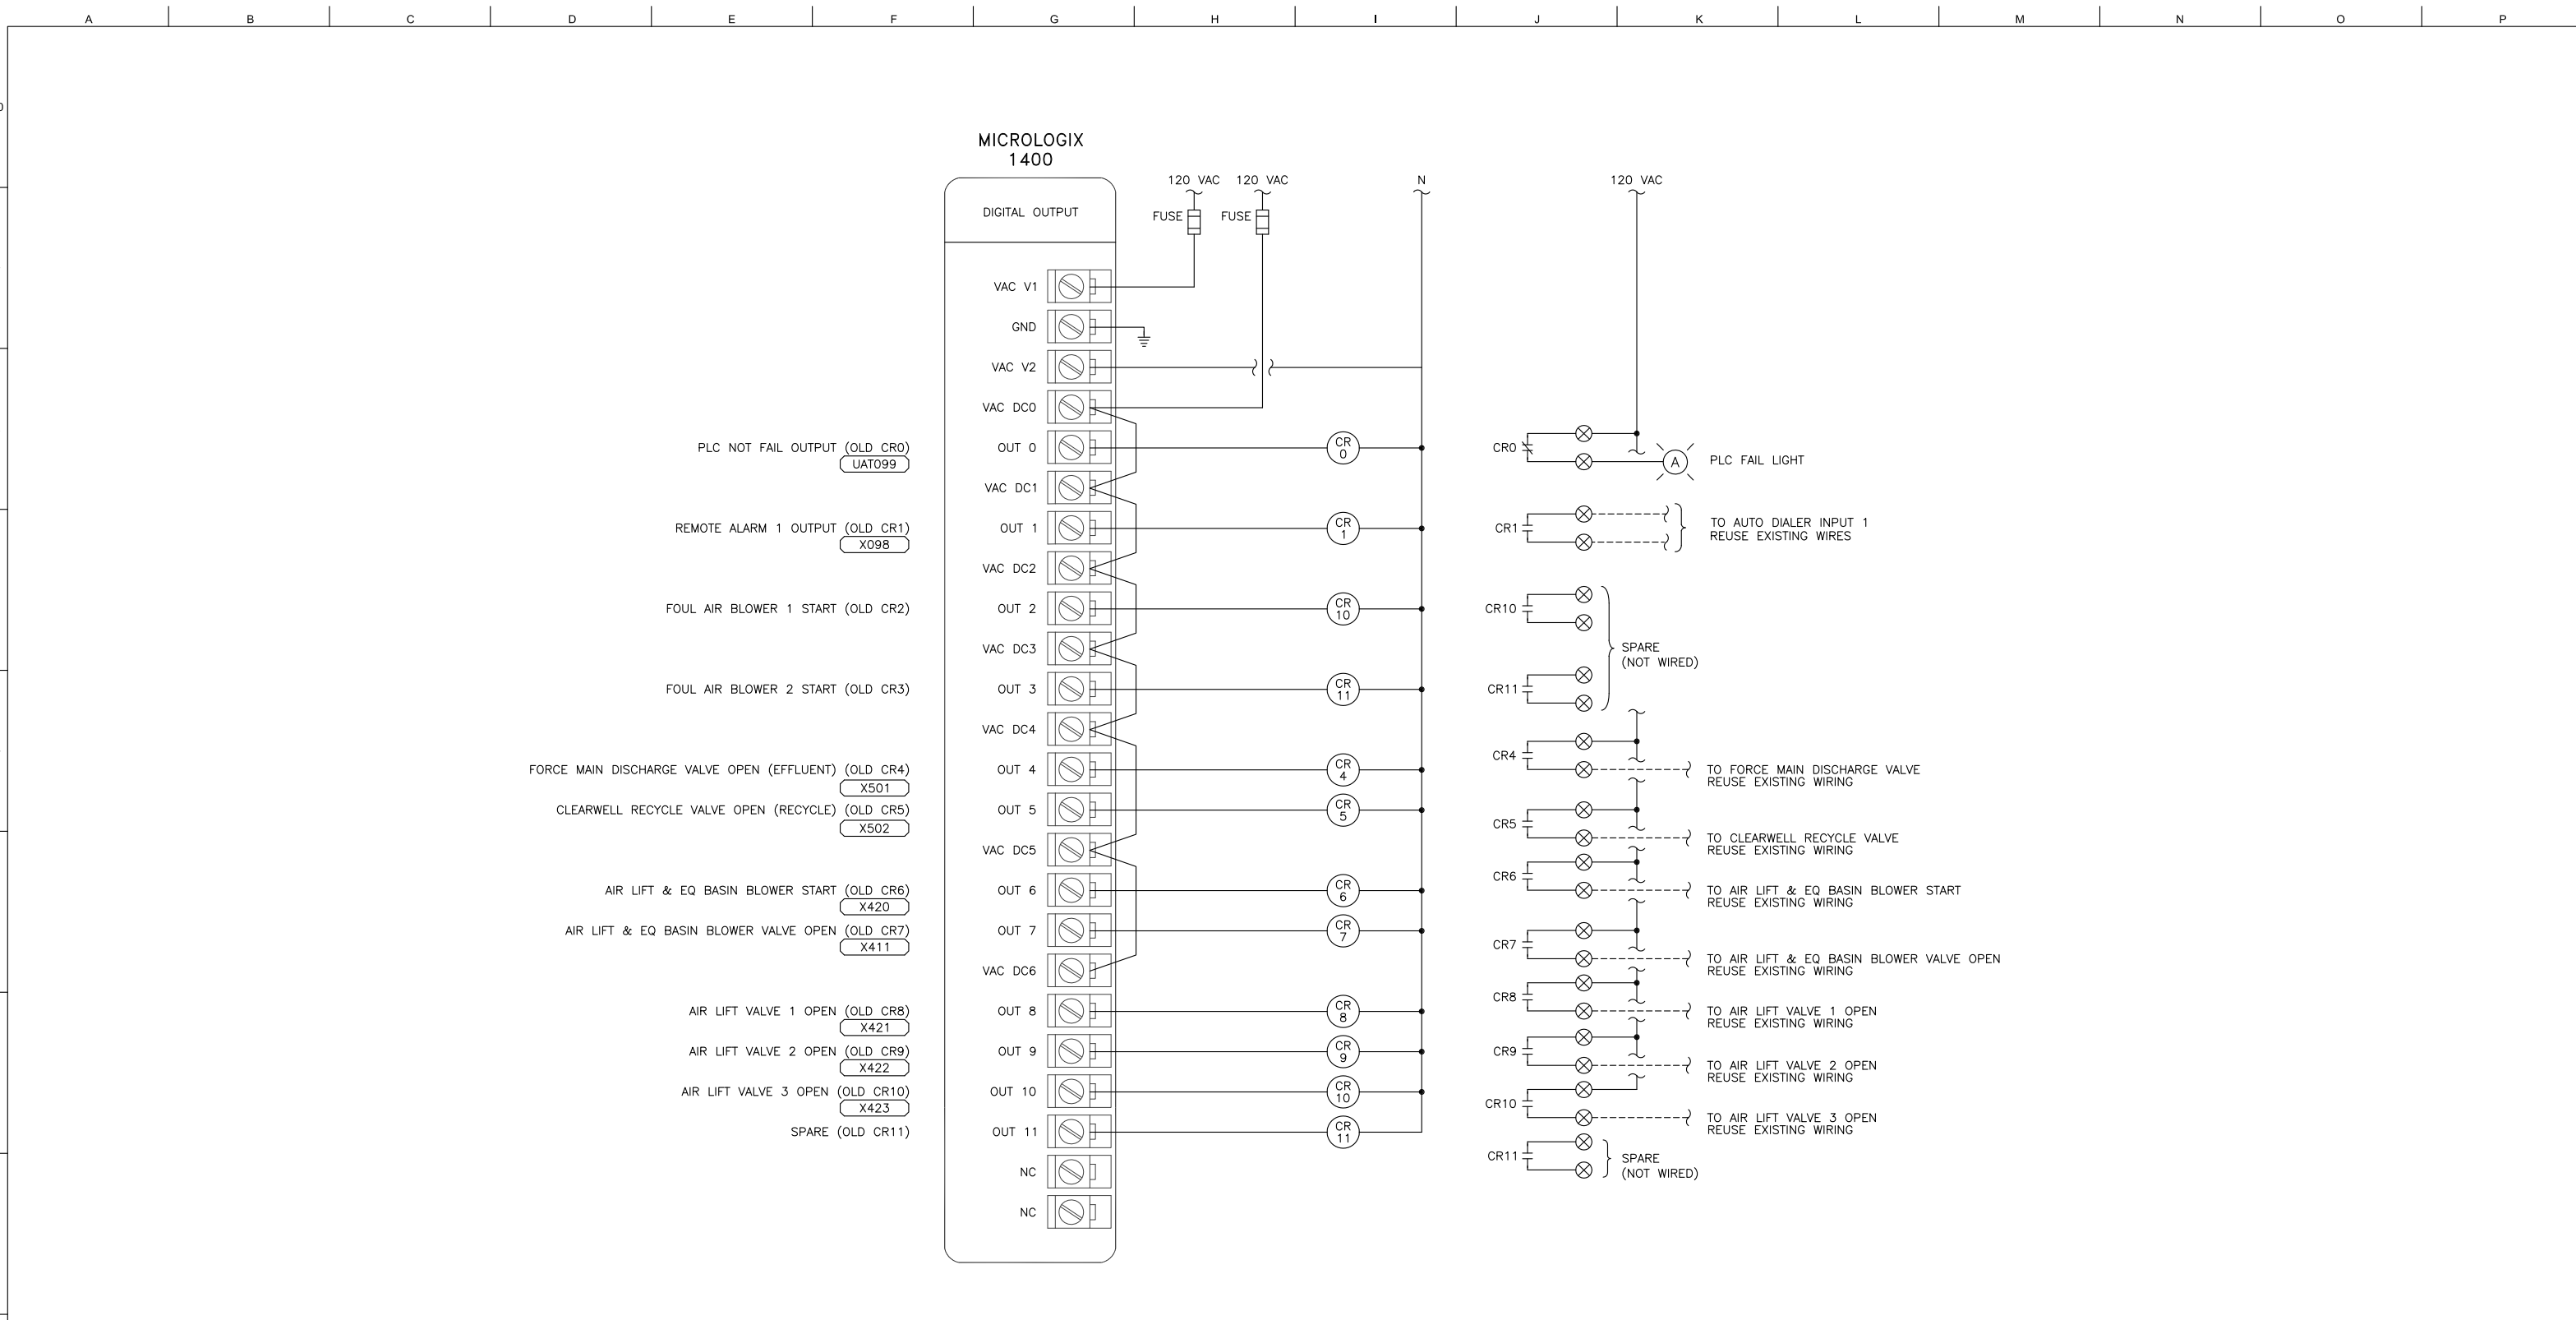 A B C D E F G H I J K L M N O P
MICROLOGIX
1400
DIGITAL OUTPUT
120 VAC 120 VAC N 120 VAC
FUSE FUSE
VAC V1
GND
VAC V2
VAC DC0
PLC NOT FAIL OUTPUT (OLD CR0)
UAT099
OUT 0
CR
0
CR0
A
PLC FAIL LIGHT
VAC DC1
REMOTE ALARM 1 OUTPUT (OLD CR1)
X098
OUT 1
CR
1
CR1
TO AUTO DIALER INPUT 1
REUSE EXISTING WIRES
VAC DC2
FOUL AIR BLOWER 1 START (OLD CR2)
OUT 2
CR
10
CR10
VAC DC3
SPARE
(NOT WIRED)
FOUL AIR BLOWER 2 START (OLD CR3)
OUT 3
CR
11
CR11
VAC DC4
FORCE MAIN DISCHARGE VALVE OPEN (EFFLUENT) (OLD CR4)
X501
OUT 4
CR
4
CR4
TO FORCE MAIN DISCHARGE VALVE
REUSE EXISTING WIRING
CLEARWELL RECYCLE VALVE OPEN (RECYCLE) (OLD CR5)
X502
OUT 5
CR
5
CR5
TO CLEARWELL RECYCLE VALVE
REUSE EXISTING WIRING
VAC DC5
AIR LIFT & EQ BASIN BLOWER START (OLD CR6)
X420
OUT 6
CR
6
CR6
TO AIR LIFT & EQ BASIN BLOWER START
REUSE EXISTING WIRING
AIR LIFT & EQ BASIN BLOWER VALVE OPEN (OLD CR7)
X411
OUT 7
CR
7
CR7
TO AIR LIFT & EQ BASIN BLOWER VALVE OPEN
REUSE EXISTING WIRING
VAC DC6
AIR LIFT VALVE 1 OPEN (OLD CR8)
X421
OUT 8
CR
8
CR8
TO AIR LIFT VALVE 1 OPEN
REUSE EXISTING WIRING
AIR LIFT VALVE 2 OPEN (OLD CR9)
X422
OUT 9
CR
9
CR9
TO AIR LIFT VALVE 2 OPEN
REUSE EXISTING WIRING
AIR LIFT VALVE 3 OPEN (OLD CR10)
X423
OUT 10
CR
10
CR10
TO AIR LIFT VALVE 3 OPEN
REUSE EXISTING WIRING
SPARE (OLD CR11)
OUT 11
CR
11
CR11
SPARE
(NOT WIRED)
NC
NC